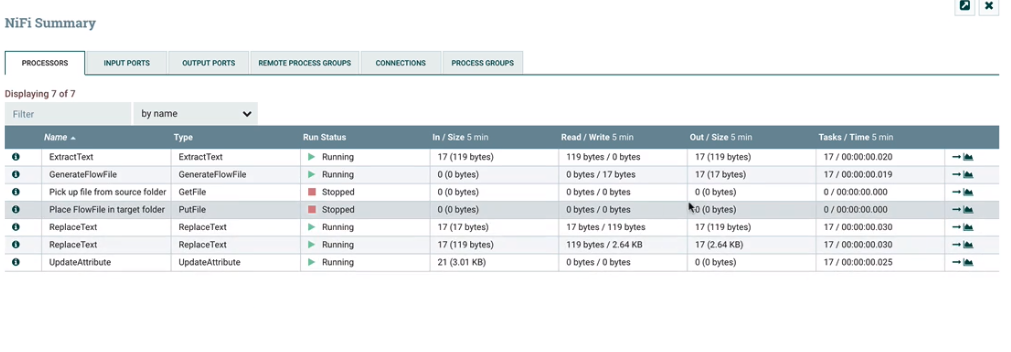 NiFi Summary
PROCESSORS INPUT PORTS OUTPUT PORTS REMOTE PROCESS GROUPS CONNECTIONS PROCESS GROUPS
Displaying 7 of 7
Filter by name
Name Type Run Status In / Size 5 min Read / Write 5 min Out / Size 5 min Tasks / Time 5 min
ExtractText ExtractText Running 17 (119 bytes) 119 bytes / 0 bytes 17 (119 bytes) 17 / 00:00:00.020
GenerateFlowFile GenerateFlowFile Running 0 (0 bytes) 0 bytes / 17 bytes 17 (17 bytes) 17 / 00:00:00.019
Pick up file from source folder GetFile Stopped 0 (0 bytes) 0 bytes / 0 bytes 0 (0 bytes) 0 / 00:00:00.000
Place FlowFile in target folder PutFile Stopped 0 (0 bytes) 0 bytes / 0 bytes 0 (0 bytes) 0 / 00:00:00.000
ReplaceText ReplaceText Running 17 (17 bytes) 17 bytes / 119 bytes 17 (119 bytes) 17 / 00:00:00.030
ReplaceText ReplaceText Running 17 (119 bytes) 119 bytes / 2.64 KB 17 (2.64 KB) 17 / 00:00:00.030
UpdateAttribute UpdateAttribute Running 21 (3.01 KB) 0 bytes / 0 bytes 0 (0 bytes) 17 / 00:00:00.025